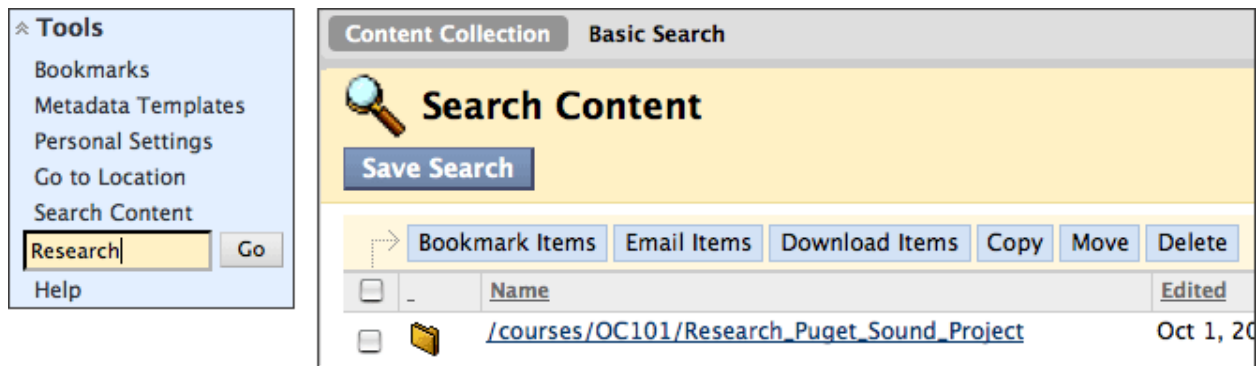 Tools
Bookmarks
Metadata Templates
Personal Settings
Go to Location
Search Content
Research Go
Help
Content Collection Basic Search
Search Content
Save Search
Bookmark Items Email Items Download Items Copy Move Delete
Name Edited
/courses/OC101/Research_Puget_Sound_Project Oct 1, 20